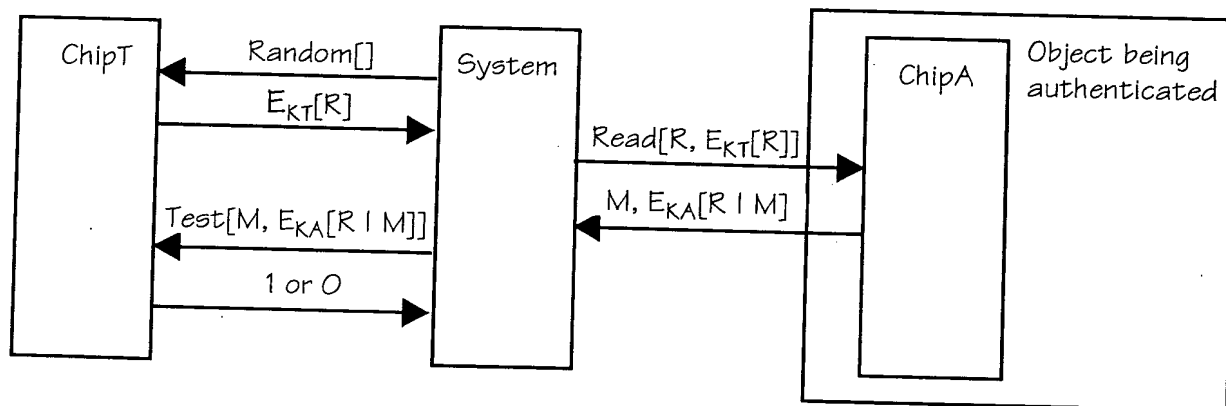 ChipT
Random[]
E_KT[R]
Test[M, E_KA[R | M]]
1 or 0
System
Read[R, E_KT[R]]
M, E_KA[R | M]
ChipA
Object being
authenticated